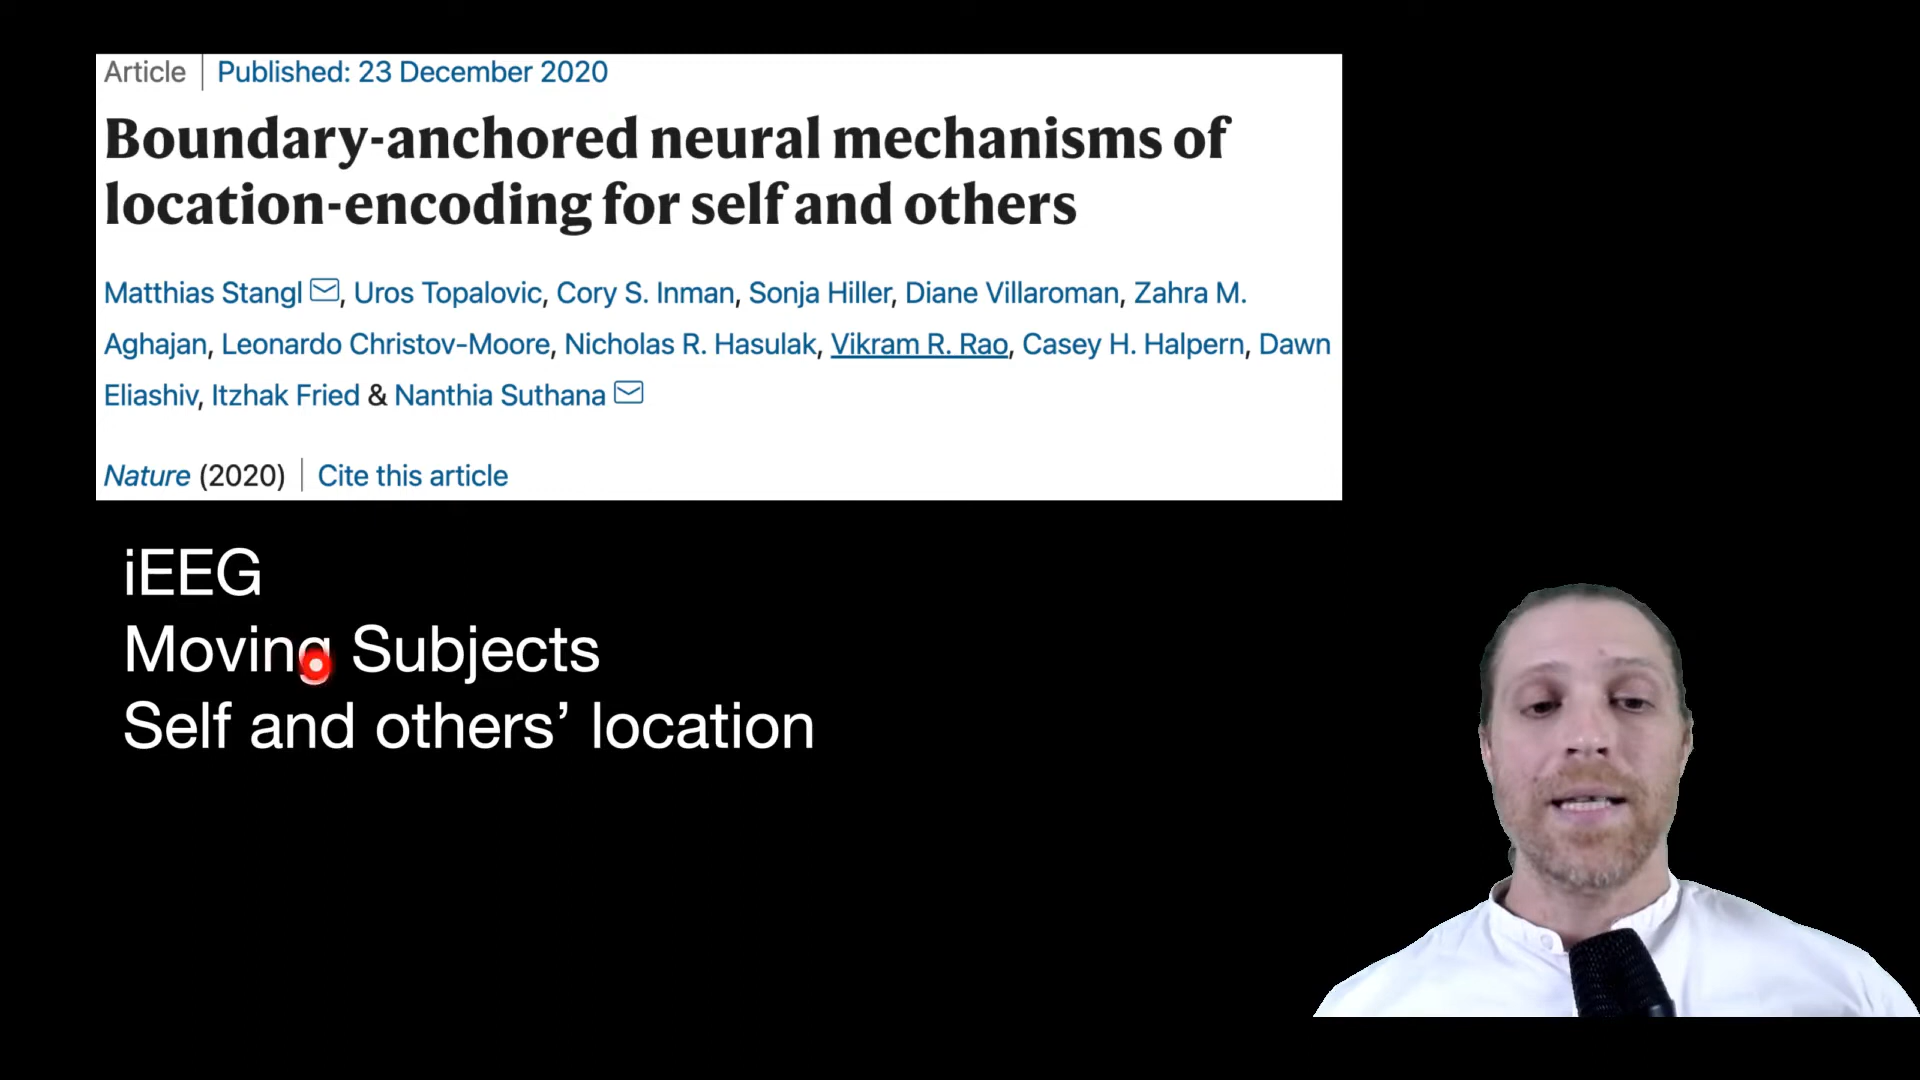 Article | Published: 23 December 2020
Boundary-anchored neural mechanisms of
location-encoding for self and others
Matthias Stangl, Uros Topalovic, Cory S. Inman, Sonja Hiller, Diane Villaroman, Zahra M.
Aghajan, Leonardo Christov-Moore, Nicholas R. Hasulak, Vikram R. Rao, Casey H. Halpern, Dawn
Eliashiv, Itzhak Fried & Nanthia Suthana
Nature (2020) | Cite this article
iEEG
Moving Subjects
Self and others’ location